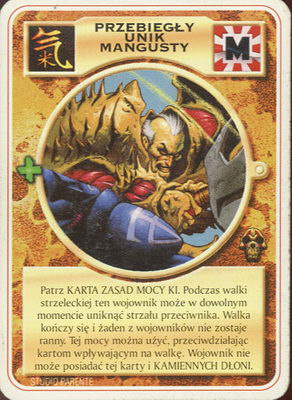 氣
PRZEBIEGŁY
UNIK
MANGUSTY
M
Patrz KARTA ZASAD MOCY KI. Podczas walki
strzeleckiej ten wojownik może w dowolnym
momencie uniknąć strzału przeciwnika. Walka
kończy się i żaden z wojowników nie zostaje
ranny. Tej mocy można użyć, przeciwdziałając
kartom wpływającym na walkę. Wojownik nie
może posiadać tej karty i KAMIENNYCH DŁONI.
STUDIO PARENTE